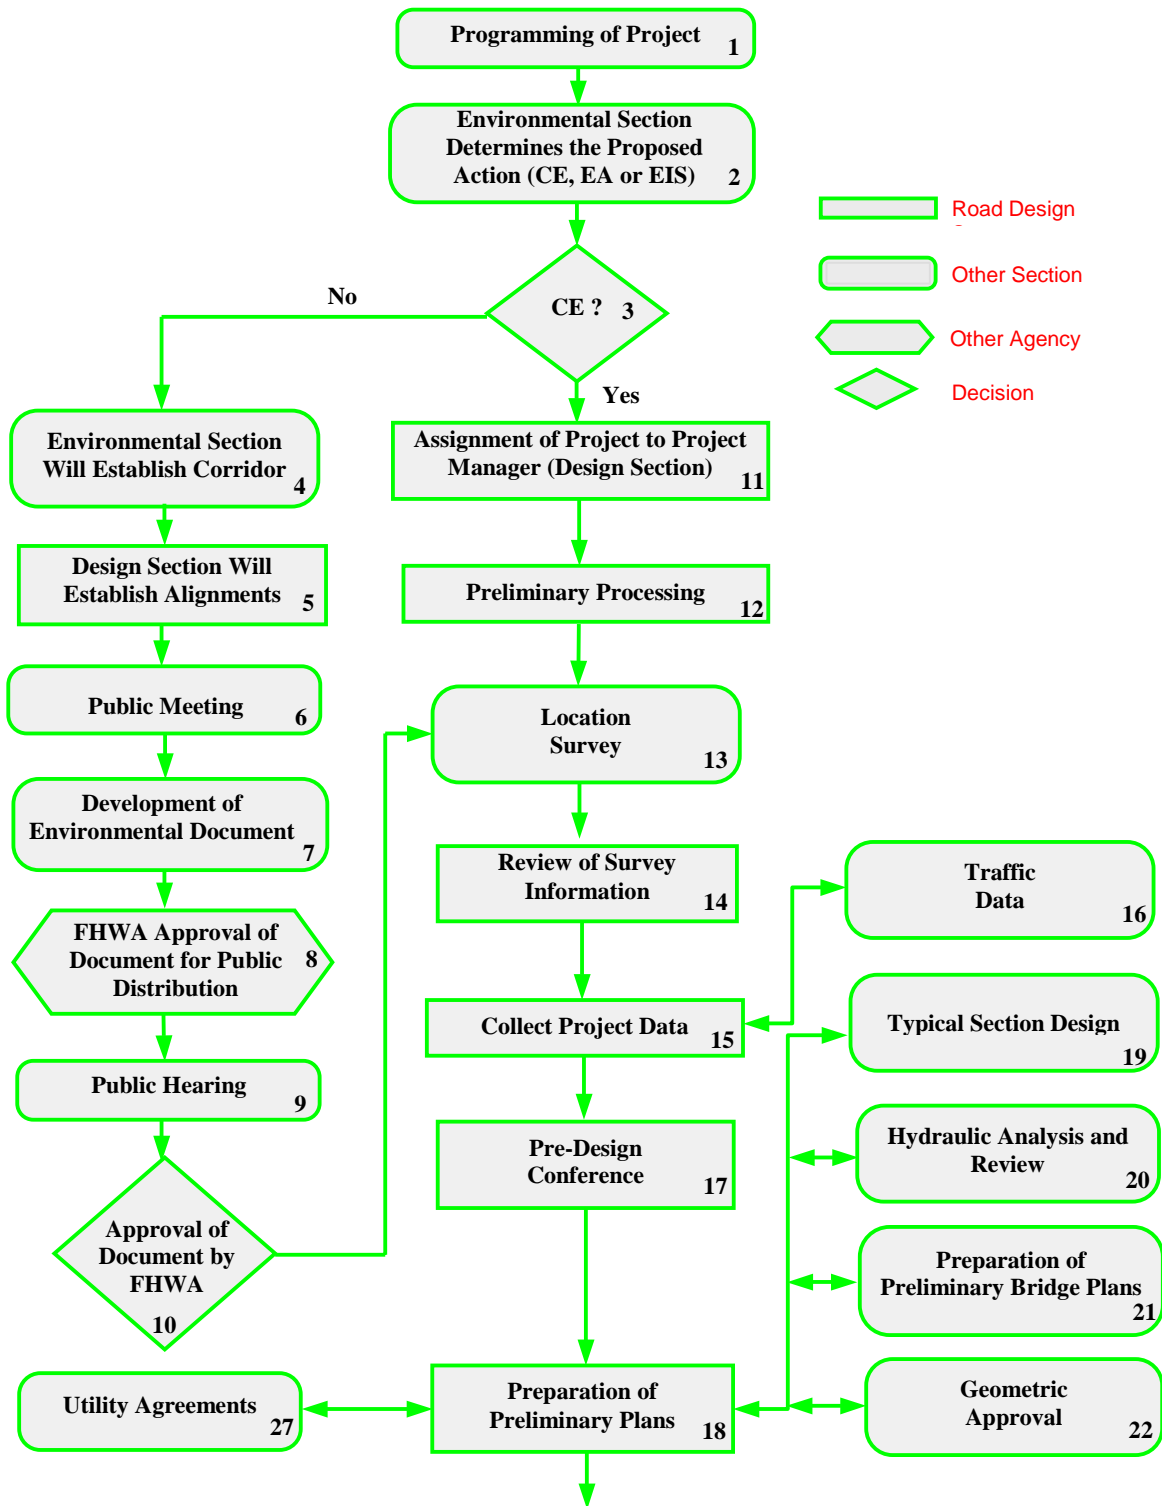 Programming of Project
1
Environmental Section
Determines the Proposed
Action (CE, EA or EIS)
2
CE ?
3
No
Yes
Road Design
Other Section
Other Agency
Decision
Environmental Section
Will Establish Corridor
4
Design Section Will
Establish Alignments
5
Public Meeting
6
Development of
Environmental Document
7
FHWA Approval of
Document for Public
Distribution
8
Public Hearing
9
Approval of
Document by
FHWA
10
Assignment of Project to Project
Manager (Design Section)
11
Preliminary Processing
12
Location
Survey
13
Review of Survey
Information
14
Collect Project Data
15
Traffic
Data
16
Pre-Design
Conference
17
Typical Section Design
19
Hydraulic Analysis and
Review
20
Preparation of
Preliminary Bridge Plans
21
Geometric
Approval
22
Preparation of
Preliminary Plans
18
Utility Agreements
27